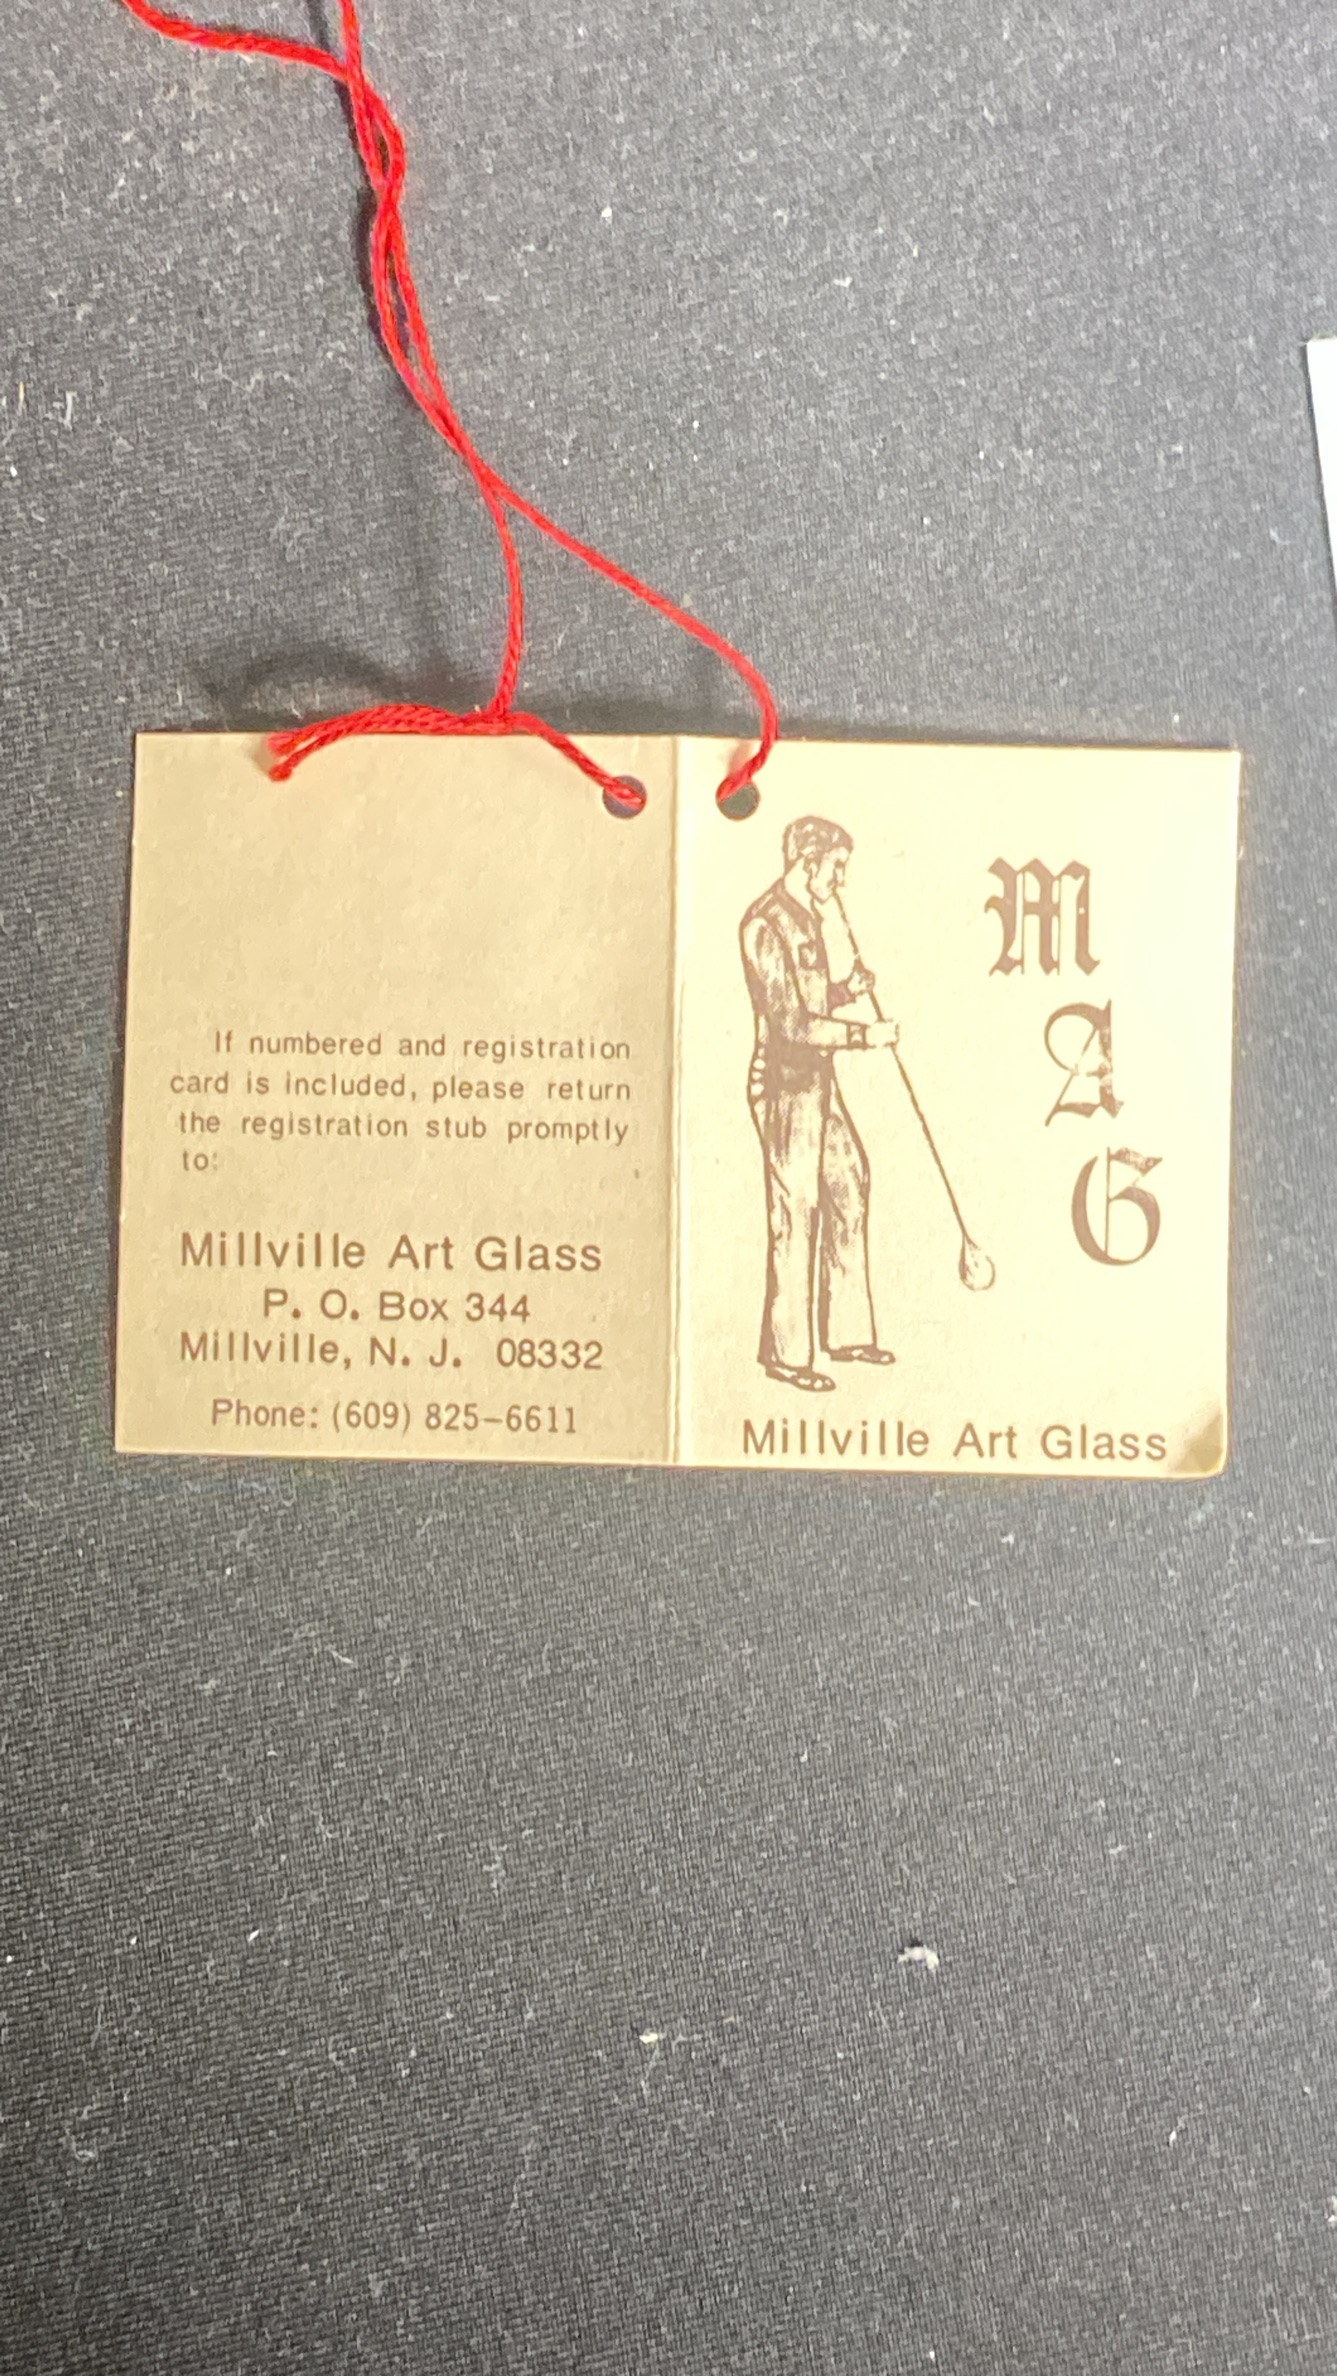 If numbered and registration
card is included, please return
the registration stub promptly
to:
Millville Art Glass
P. O. Box 344
Millville, N. J. 08332
Phone: (609) 825-6611
M
A
G
Millville Art Glass